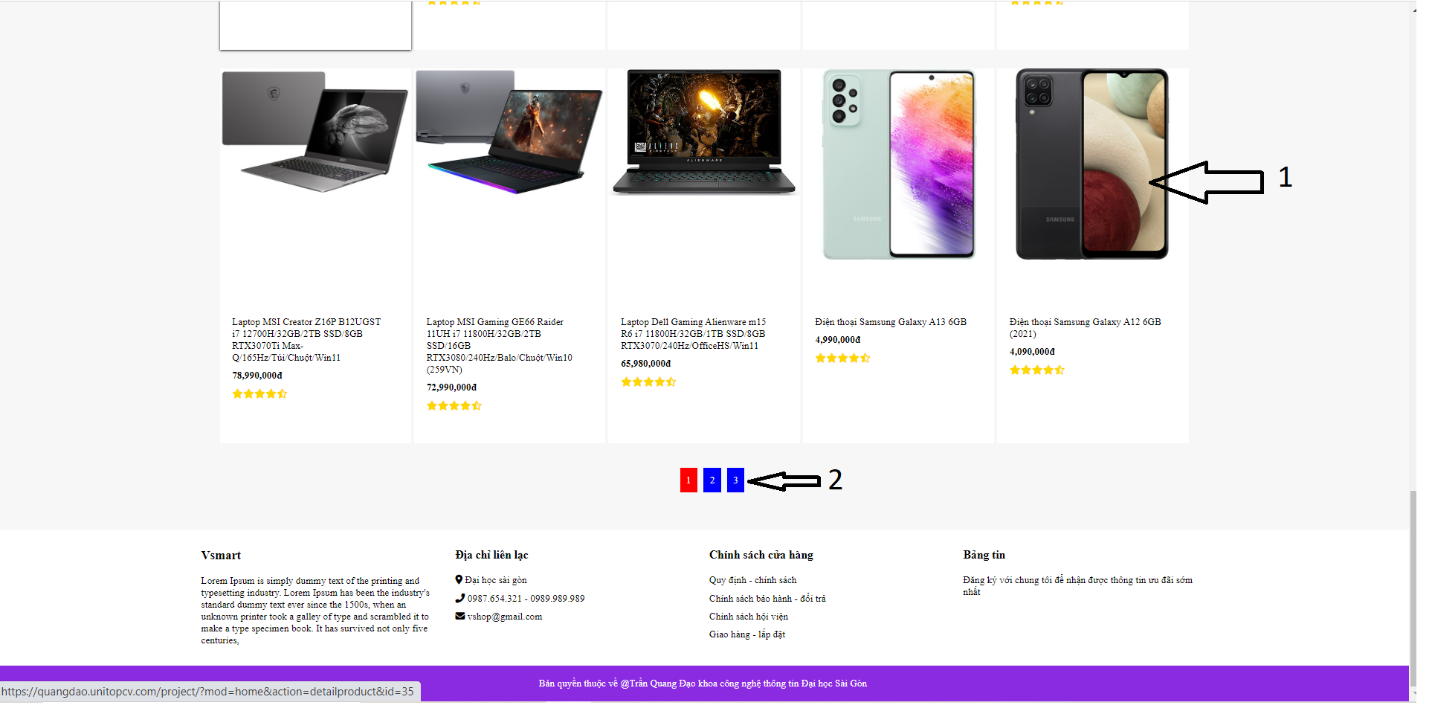 ALIENWARE
SAMSUNG
SAMSUNG
1
Laptop MSI Creator Z16P B12UGST
i7 12700H/32GB/2TB SSD/8GB
RTX3070Ti Max-
Q/165Hz/Túi/Chuột/Win11
78,990,000đ
Laptop MSI Gaming GE66 Raider
11UH i7 11800H/32GB/2TB
SSD/16GB
RTX3080/240Hz/Balo/Chuột/Win10
(259VN)
72,990,000đ
Laptop Dell Gaming Alienware m15
R6 i7 11800H/32GB/1TB SSD/8GB
RTX3070/240Hz/OfficeHS/Win11
65,980,000đ
Điện thoại Samsung Galaxy A13 6GB
4,990,000đ
Điện thoại Samsung Galaxy A12 6GB
(2021)
4,090,000đ
1 2 3
2
Vsmart
Lorem Ipsum is simply dummy text of the printing and
typesetting industry. Lorem Ipsum has been the industry's
standard dummy text ever since the 1500s, when an
unknown printer took a galley of type and scrambled it to
make a type specimen book. It has survived not only five
centuries,
Địa chỉ liên lạc
Đại học sài gòn
0987.654.321 - 0989.989.989
vshop@gmail.com
Chính sách cửa hàng
Quy định - chính sách
Chính sách bảo hành - đổi trả
Chính sách hội viện
Giao hàng - lắp đặt
Bảng tin
Đăng ký với chung tôi để nhận được thông tin ưu đãi sớm
nhất
Bản quyền thuộc về @Trần Quang Đạo khoa công nghệ thông tin Đại học Sài Gòn
https://quangdao.unitopcv.com/project/?mod=home&action=detailproduct&id=35